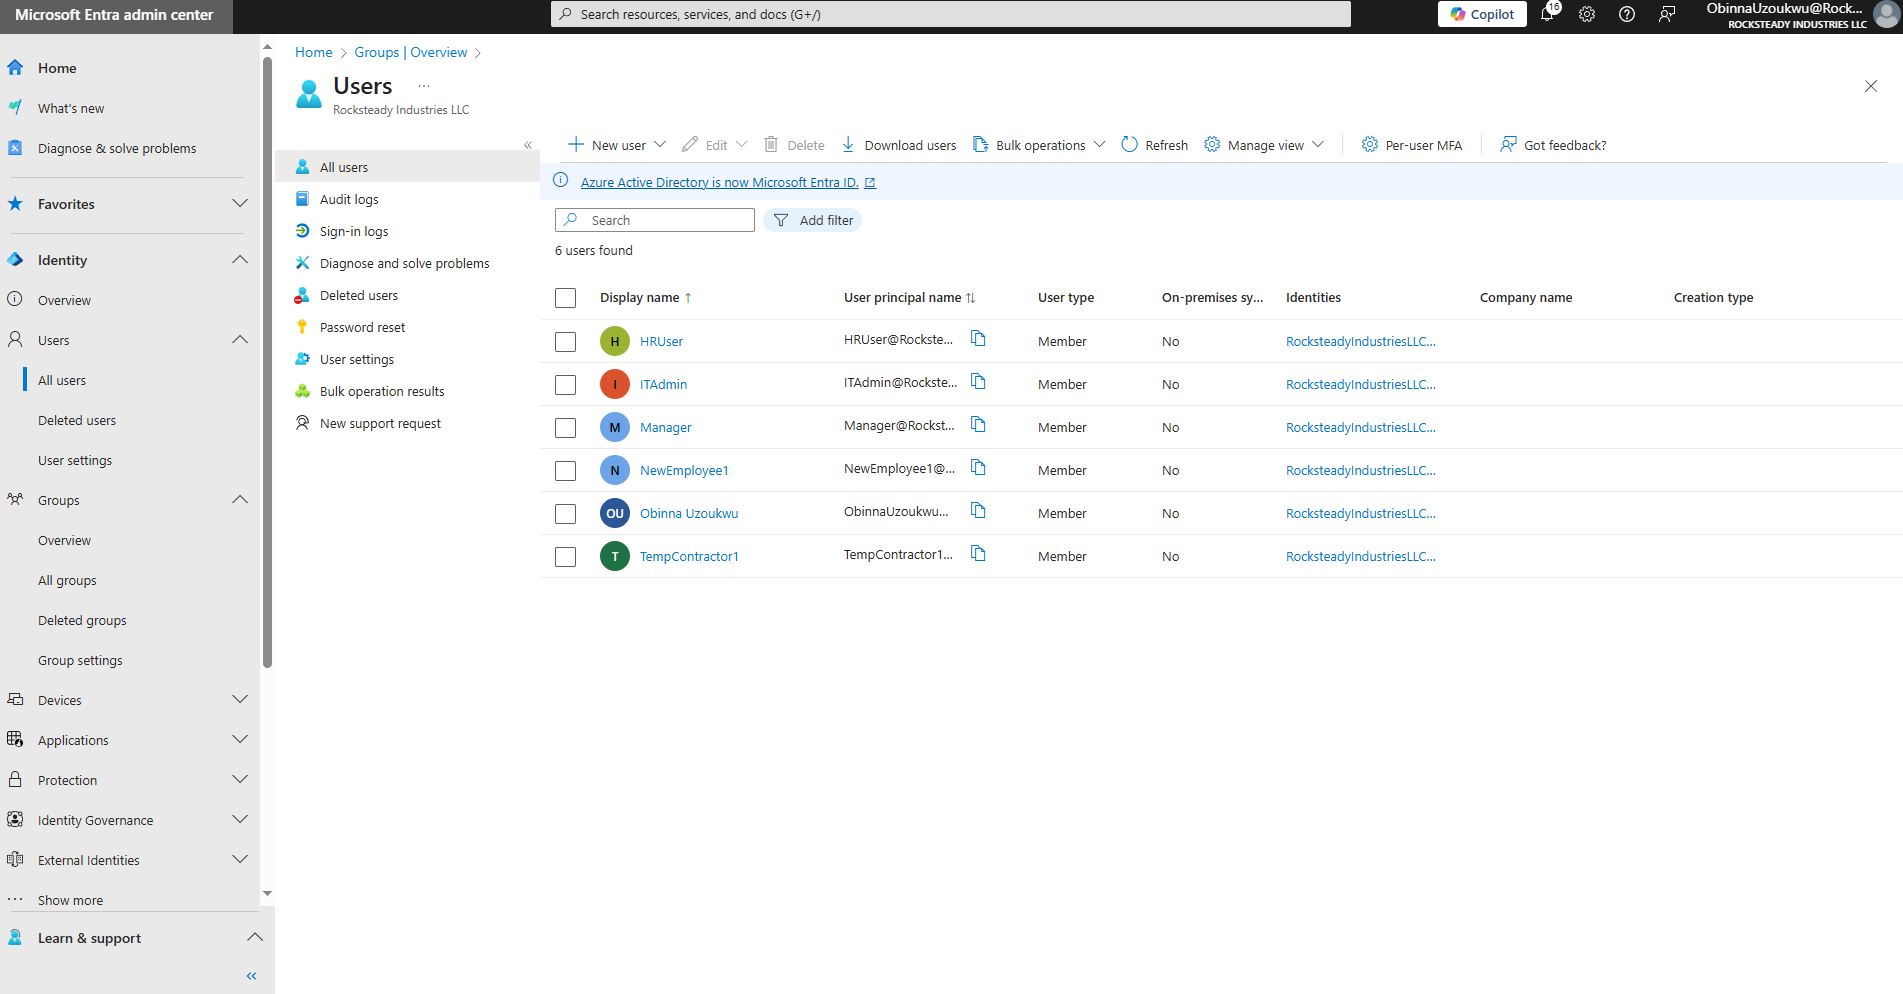 Microsoft Entra admin center
Search resources, services, and docs (G+/)
Copilot
16
ObinnaUzoukwu@Rock...
ROCKSTEADY INDUSTRIES LLC
Home
What's new
Diagnose & solve problems
Favorites
Identity
Overview
Users
All users
Deleted users
User settings
Groups
Overview
All groups
Deleted groups
Group settings
Devices
Applications
Protection
Identity Governance
External Identities
Show more
Learn & support
Home > Groups | Overview >
Users ...
Rocksteady Industries LLC
All users
Audit logs
Sign-in logs
Diagnose and solve problems
Deleted users
Password reset
User settings
Bulk operation results
New support request
New user Edit Delete Download users Bulk operations Refresh Manage view Per-user MFA Got feedback?
Azure Active Directory is now Microsoft Entra ID.
Search Add filter
6 users found
Display name ↑ User principal name ↑↓ User type On-premises sy... Identities Company name Creation type
H HRUser HRUser@Rockste... Member No RocksteadyIndustriesLLC...
I ITAdmin ITAdmin@Rockste... Member No RocksteadyIndustriesLLC...
M Manager Manager@Rockst... Member No RocksteadyIndustriesLLC...
N NewEmployee1 NewEmployee1@... Member No RocksteadyIndustriesLLC...
OU Obinna Uzoukwu ObinnaUzoukwu... Member No RocksteadyIndustriesLLC...
T TempContractor1 TempContractor1... Member No RocksteadyIndustriesLLC...